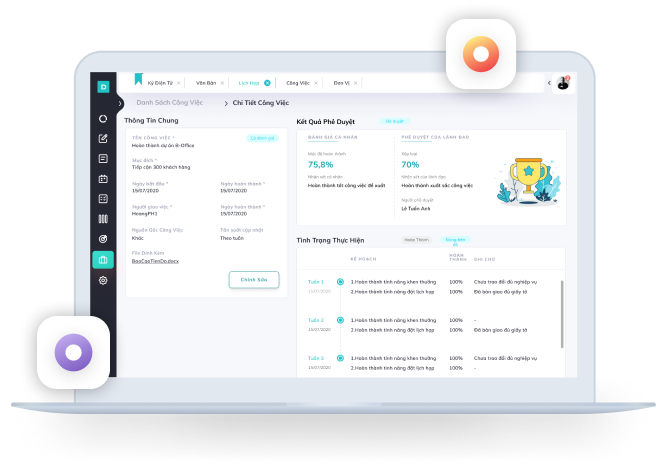 D
Ký Điện Tử ×
Văn Bản ×
Lịch Họp
Công Việc ×
Đơn Vị ×
Danh Sách Công Việc
> Chi Tiết Công Việc
Thông Tin Chung
TÊN CÔNG VIỆC *
Đã đánh giá
Hoàn thành dự án B-Office
Mục đích *
Tiếp cận 300 khách hàng
Ngày bắt đầu *
Ngày hoàn thành *
15/07/2020
15/07/2020
Người giao việc *
Ngày hoàn thành *
HoangPH1
15/07/2020
Nguồn Gốc Công Việc
Tần suất cập nhật
Khác
Theo tuần
File Đính Kèm
BaoCaoTienDo.docx
Chỉnh Sửa
Kết Quả Phê Duyệt
ĐÁNH GIÁ CÁ NHÂN
PHÊ DUYỆT CỦA LÃNH ĐẠO
Mức độ hoàn thành
Xếp loại
75,8%
70%
Nhận xét cá nhân
Nhận xét của lãnh đạo
Hoàn thành tốt công việc đề xuất
Hoàn thành xuất sắc công việc
Người phê duyệt
Lê Tuấn Anh
Tình Trạng Thực Hiện
Hoàn Thành
Đúng tiến
độ
KẾ HOẠCH
HOÀN
THÀNH
GHI CHÚ
Tuần 1
1.Hoàn thành tính năng khen thưởng
100%
Chưa trao đổi đủ nghiệp vụ
15/07/2020
2.Hoàn thành tính năng đặt lịch họp
100%
Đã bàn giao đủ giấy tờ
Tuần 2
1.Hoàn thành tính năng khen thưởng
100%
-
15/07/2020
2.Hoàn thành tính năng đặt lịch họp
100%
Đã bàn giao đủ giấy tờ
Tuần 3
1.Hoàn thành tính năng khen thưởng
100%
Chưa trao đổi đủ nghiệp vụ
15/07/2020
2.Hoàn thành tính năng đặt lịch họp
100%
-